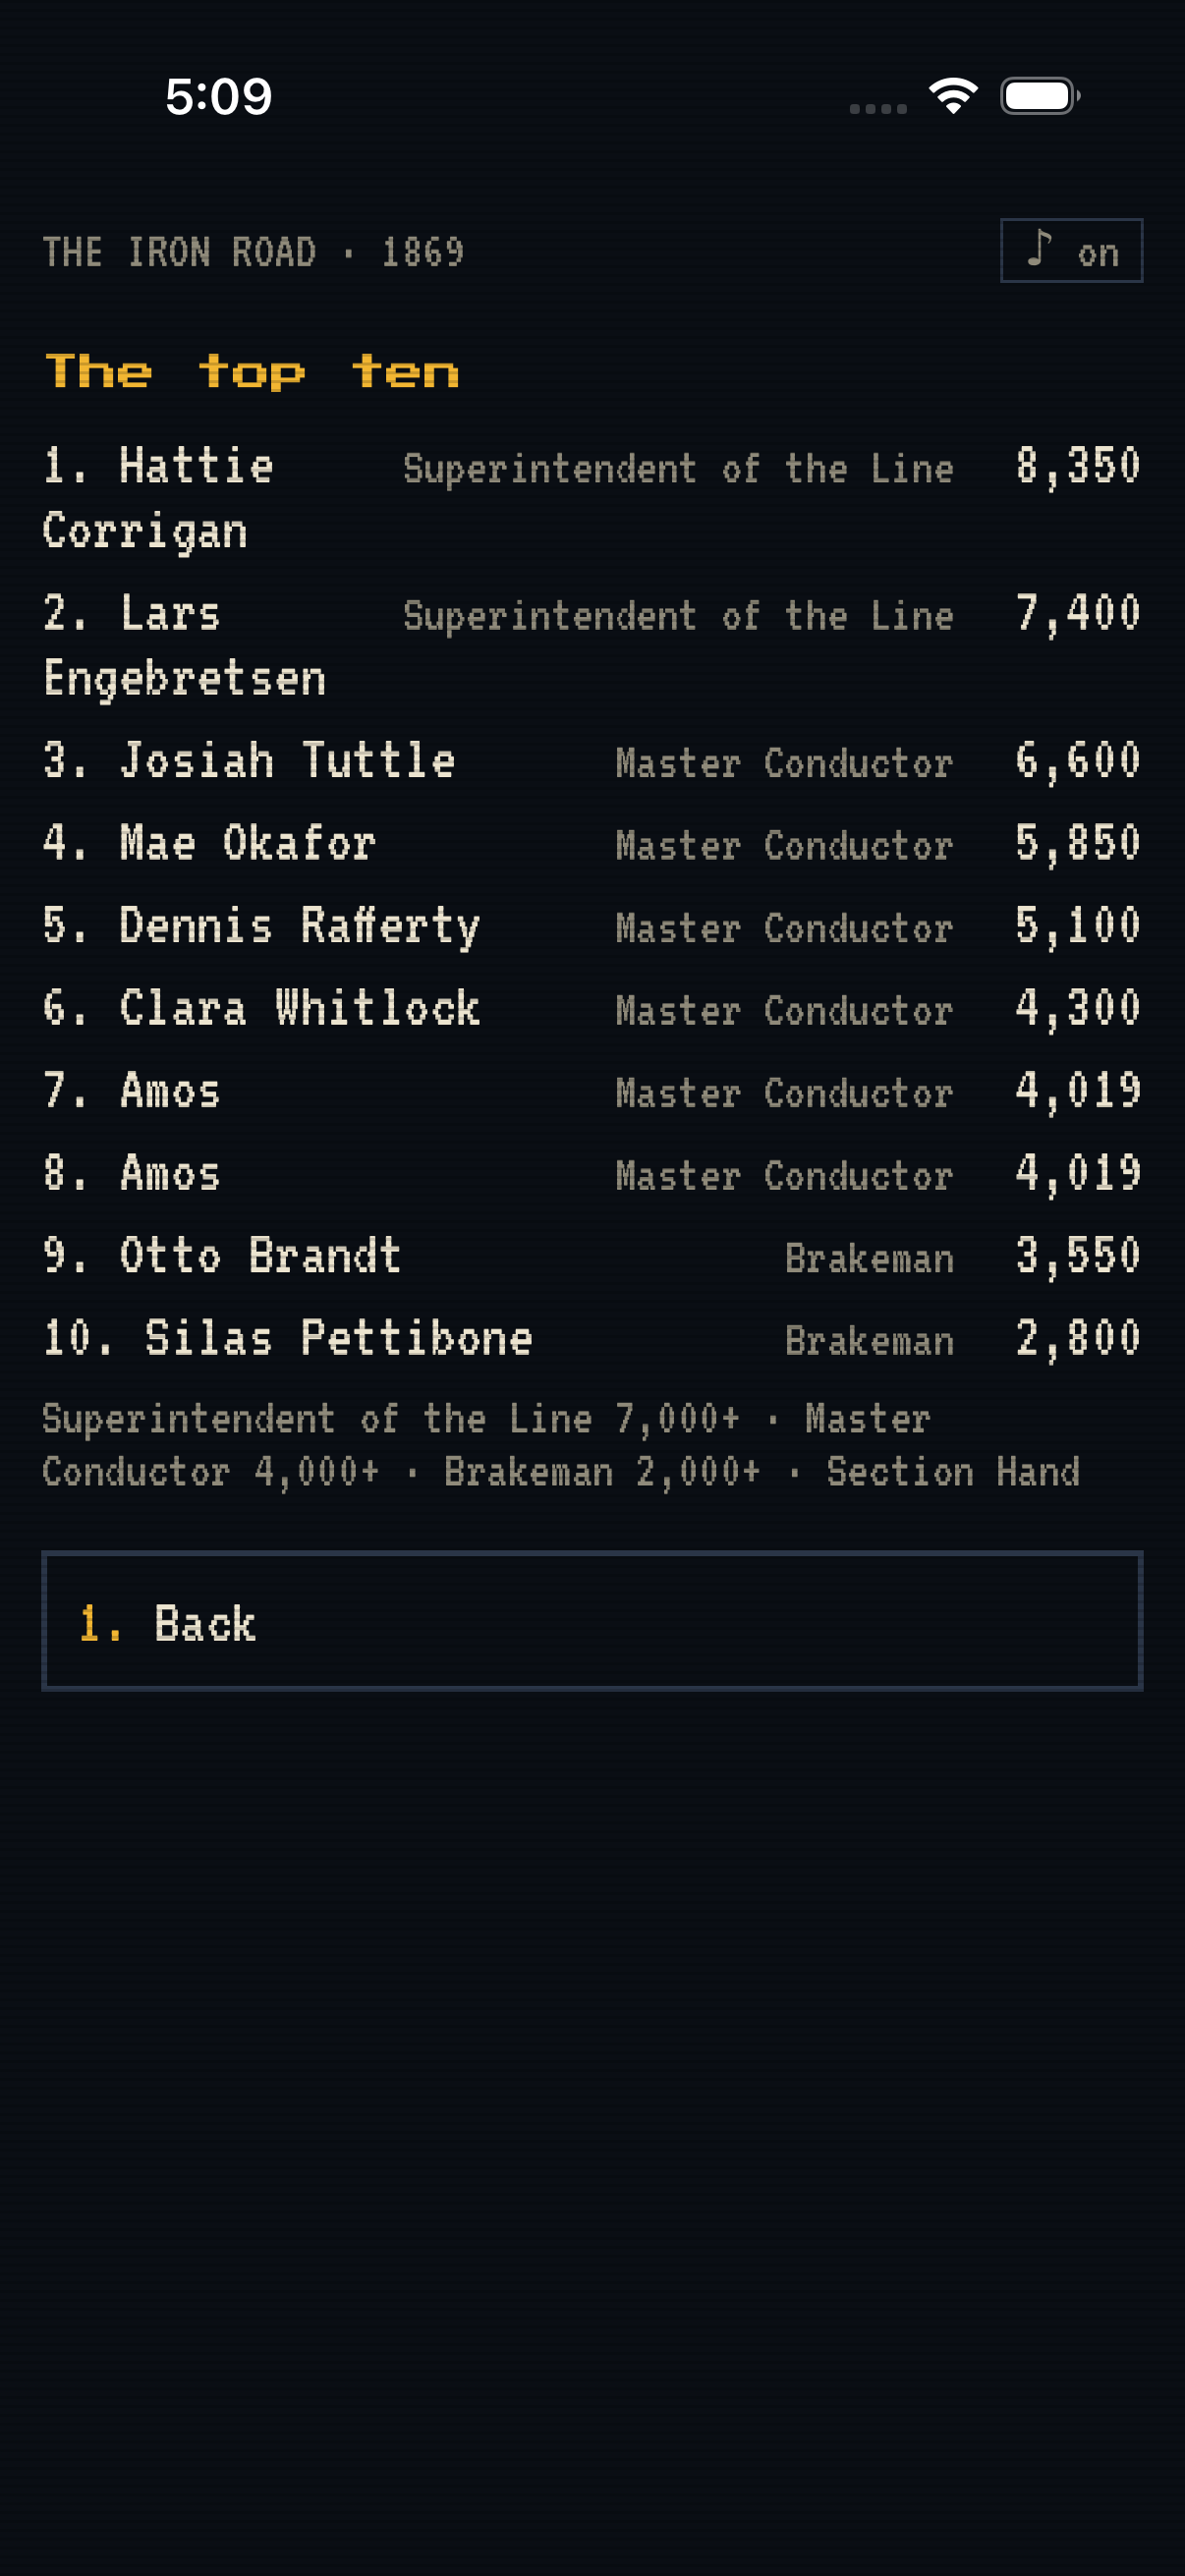 5:09
THE IRON ROAD · 1869
♪ on
The top ten
1. Hattie Superintendent of the Line 8,350
Corrigan
2. Lars Superintendent of the Line 7,400
Engebretsen
3. Josiah Tuttle Master Conductor 6,600
4. Mae Okafor Master Conductor 5,850
5. Dennis Rafferty Master Conductor 5,100
6. Clara Whitlock Master Conductor 4,300
7. Amos Master Conductor 4,019
8. Amos Master Conductor 4,019
9. Otto Brandt Brakeman 3,550
10. Silas Pettibone Brakeman 2,800
Superintendent of the Line 7,000+ · Master
Conductor 4,000+ · Brakeman 2,000+ · Section Hand
1. Back